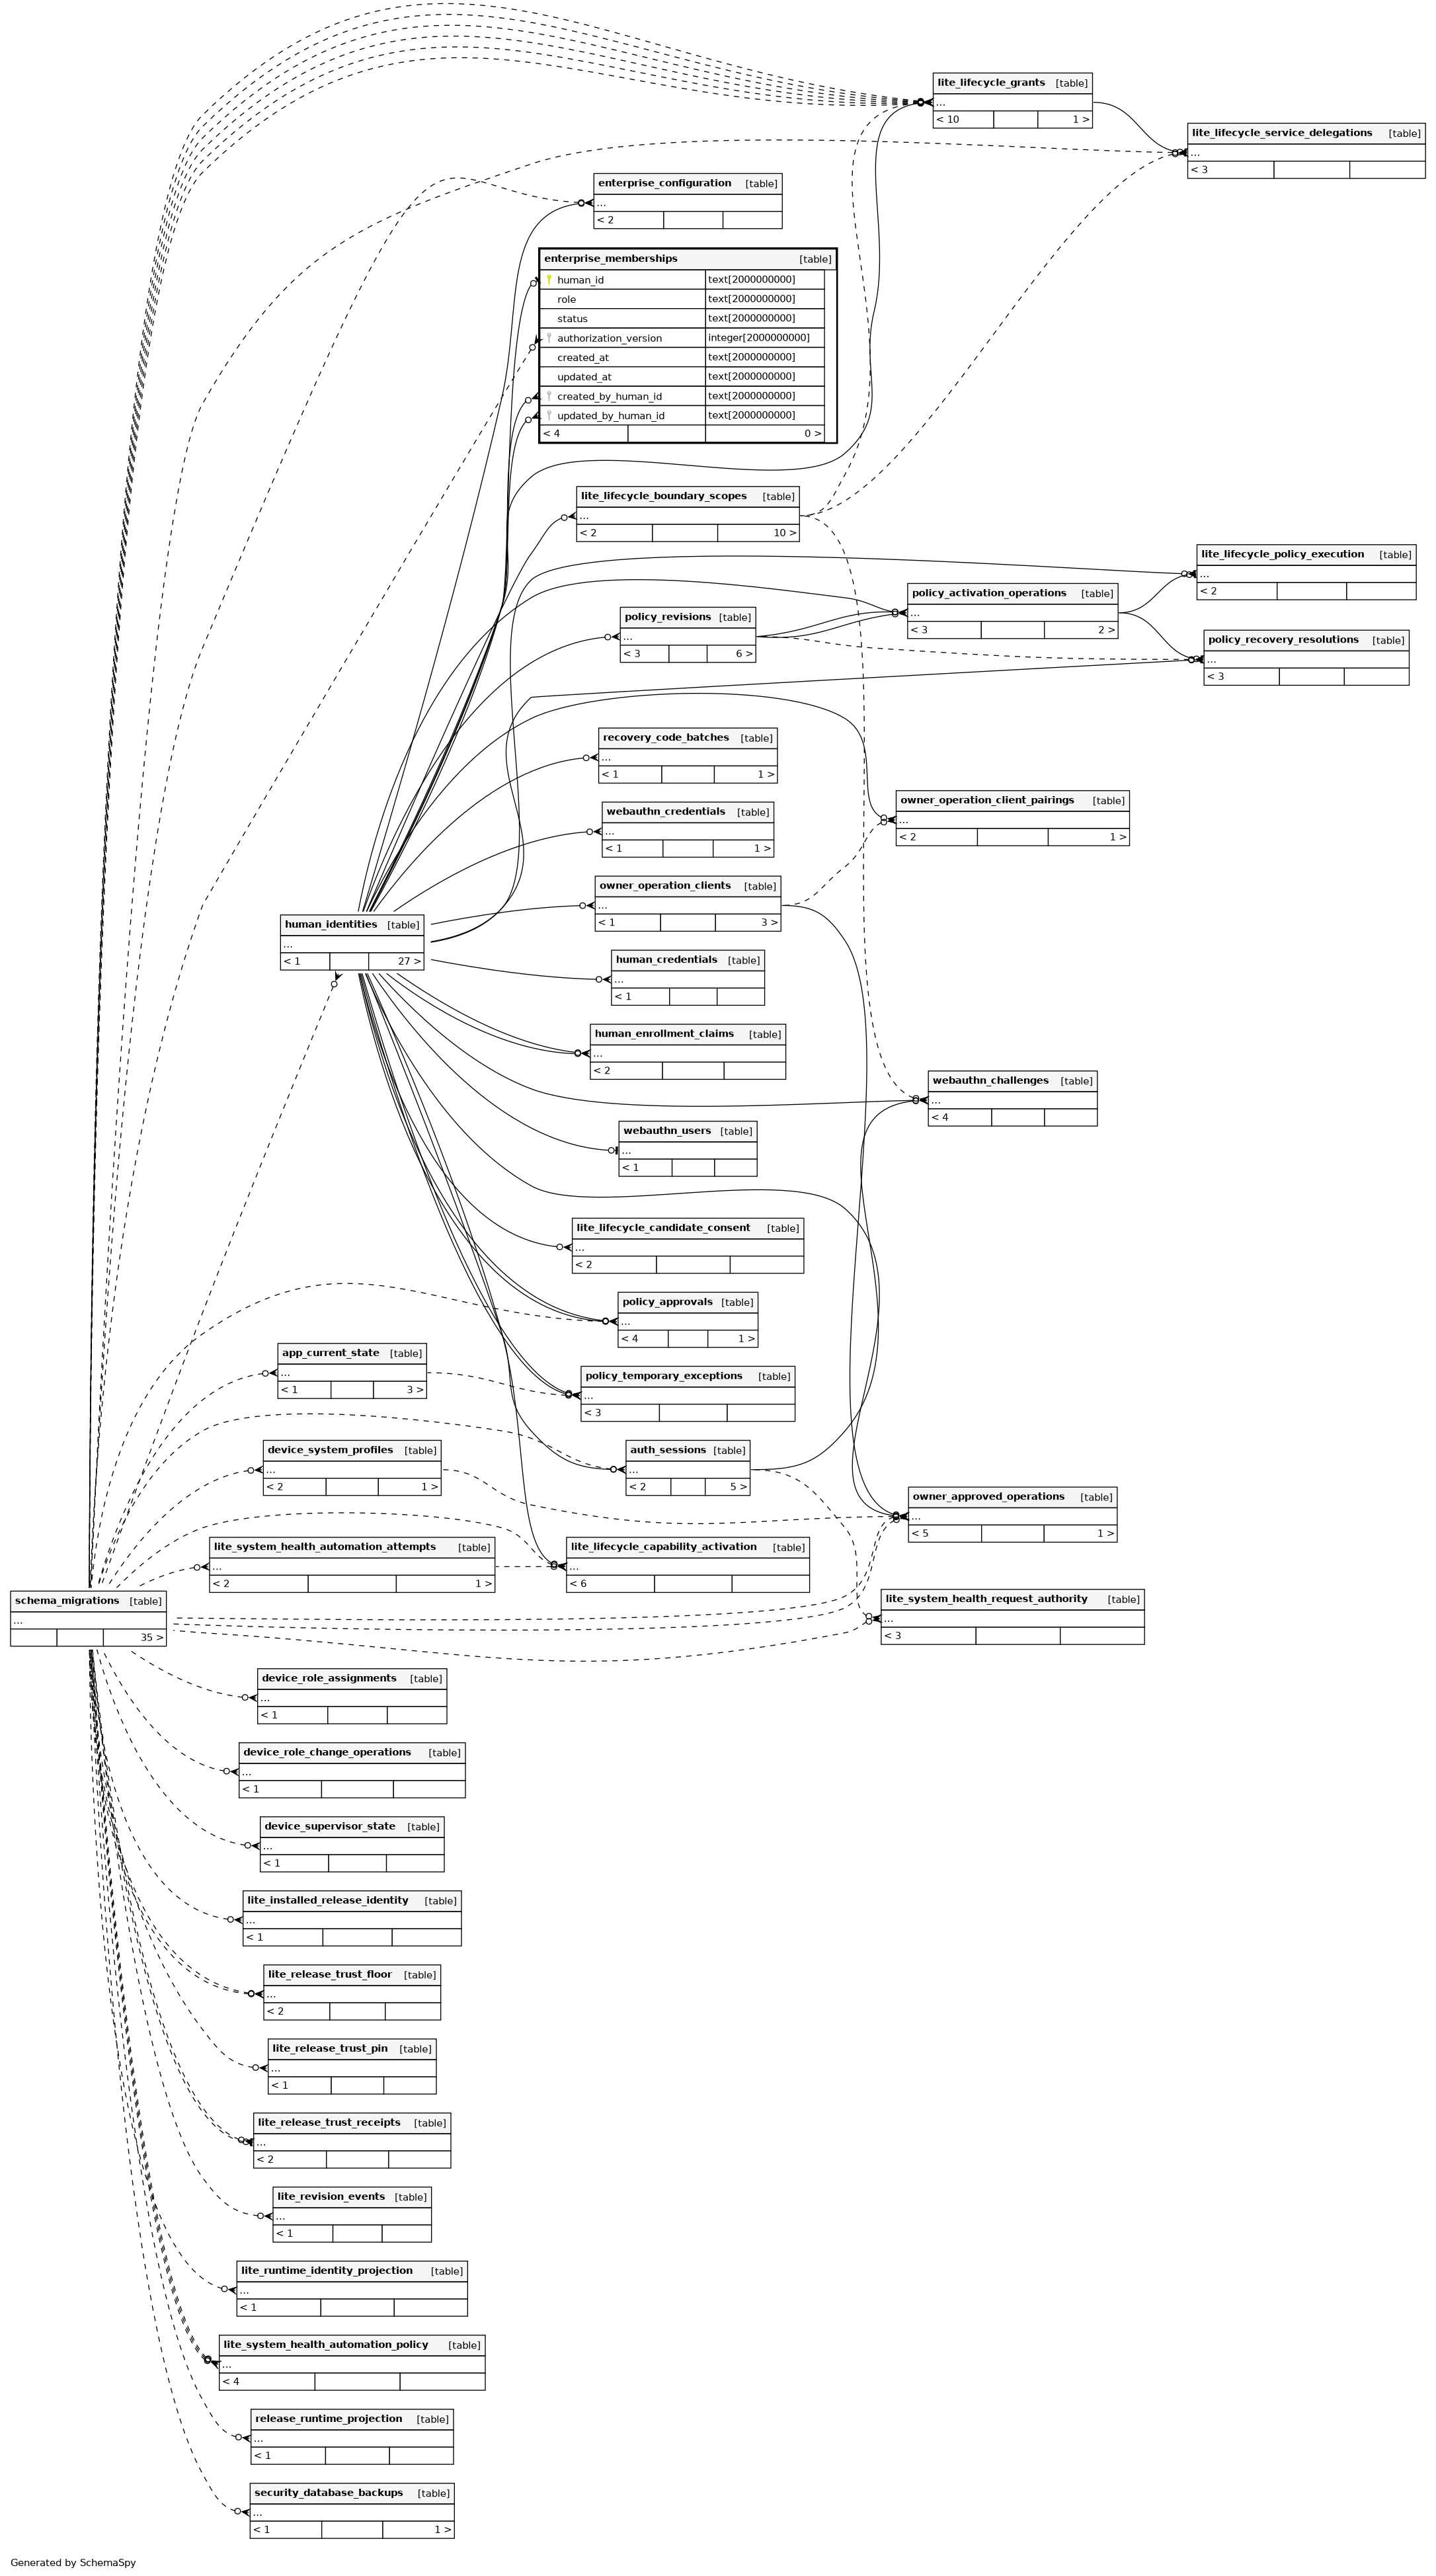 lite_lifecycle_grants [table]
...
< 10 1 >
lite_lifecycle_service_delegations [table]
...
< 3
enterprise_configuration [table]
...
< 2
enterprise_memberships [table]
human_id text[2000000000]
role text[2000000000]
status text[2000000000]
authorization_version integer[2000000000]
created_at text[2000000000]
updated_at text[2000000000]
created_by_human_id text[2000000000]
updated_by_human_id text[2000000000]
< 4 0 >
lite_lifecycle_boundary_scopes [table]
...
< 2 10 >
lite_lifecycle_policy_execution [table]
...
< 2
policy_activation_operations [table]
...
< 3 2 >
policy_revisions [table]
...
< 3 6 >
policy_recovery_resolutions [table]
...
< 3
recovery_code_batches [table]
...
< 1 1 >
owner_operation_client_pairings [table]
...
< 2 1 >
webauthn_credentials [table]
...
< 1 1 >
owner_operation_clients [table]
...
< 1 3 >
human_identities [table]
...
< 1 27 >
human_credentials [table]
...
< 1
human_enrollment_claims [table]
...
< 2
webauthn_challenges [table]
...
< 4
webauthn_users [table]
...
< 1
lite_lifecycle_candidate_consent [table]
...
< 2
policy_approvals [table]
...
< 4 1 >
app_current_state [table]
...
< 1 3 >
policy_temporary_exceptions [table]
...
< 3
device_system_profiles [table]
...
< 2 1 >
auth_sessions [table]
...
< 2 5 >
owner_approved_operations [table]
...
< 5 1 >
lite_system_health_automation_attempts [table]
...
< 2 1 >
lite_lifecycle_capability_activation [table]
...
< 6
schema_migrations [table]
...
35 >
lite_system_health_request_authority [table]
...
< 3
device_role_assignments [table]
...
< 1
device_role_change_operations [table]
...
< 1
device_supervisor_state [table]
...
< 1
lite_installed_release_identity [table]
...
< 1
lite_release_trust_floor [table]
...
< 2
lite_release_trust_pin [table]
...
< 1
lite_release_trust_receipts [table]
...
< 2
lite_revision_events [table]
...
< 1
lite_runtime_identity_projection [table]
...
< 1
lite_system_health_automation_policy [table]
...
< 4
release_runtime_projection [table]
...
< 1
security_database_backups [table]
...
< 1 1 >
Generated by SchemaSpy